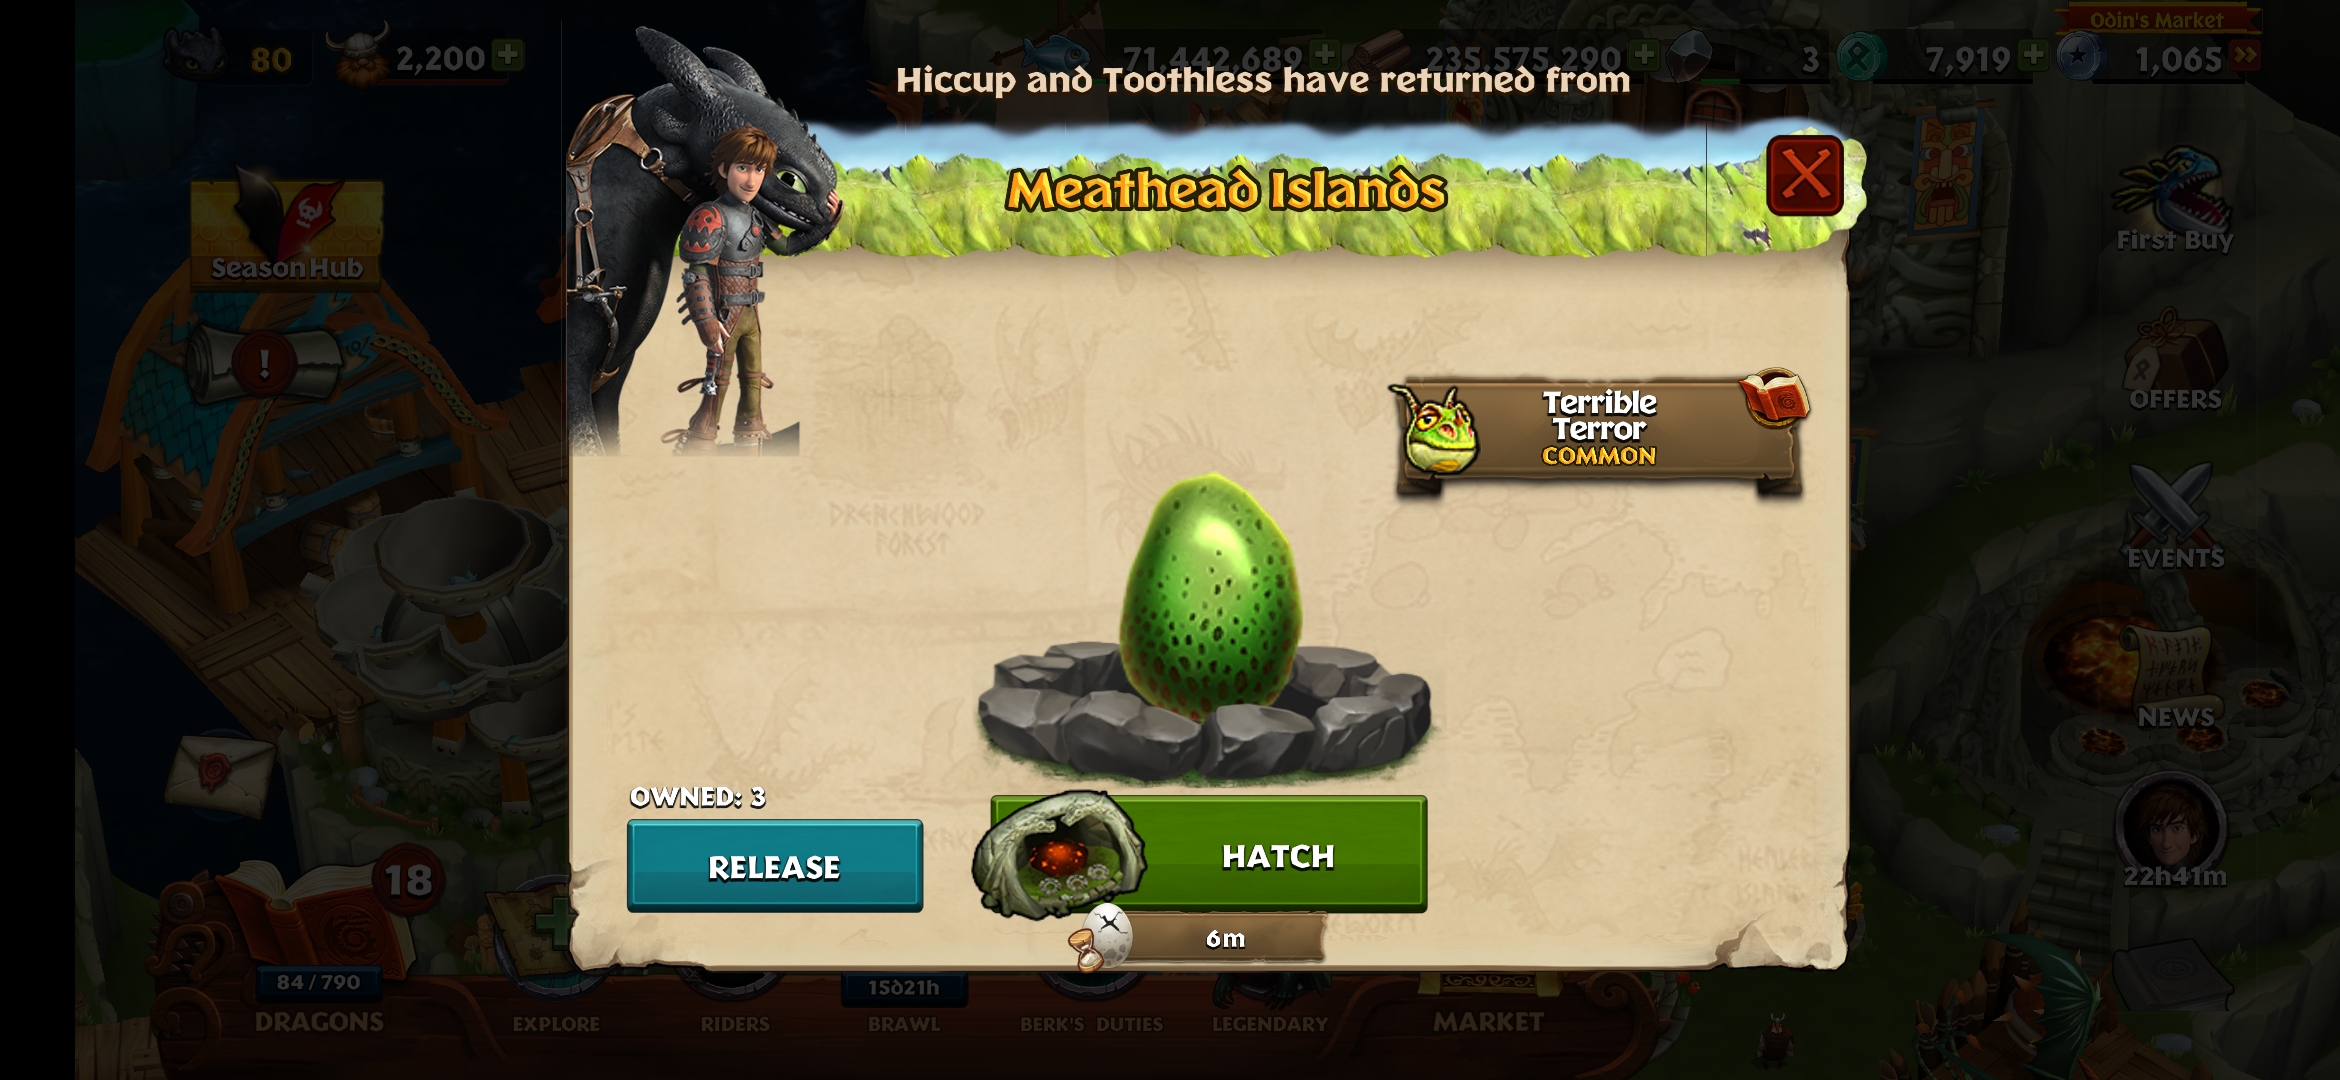 Odin's Market
80
2,200
71,442,689
235,575,290
3
7,919
1,065
Hiccup and Toothless have returned from
Meathead Islands
Season Hub
First Buy
!
Terrible
Terror
COMMON
OFFERS
DRENCHWOOD
FOREST
EVENTS
NEWS
OWNED: 3
RELEASE
HATCH
22h41m
18
6m
84 / 790
15d21h
DRAGONS
EXPLORE
RIDERS
BRAWL
BERK'S DUTIES
LEGENDARY
MARKET